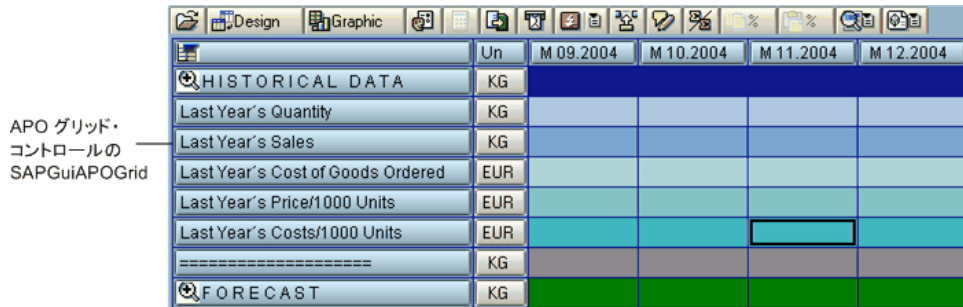 Design Graphic
Un M 09.2004 M 10.2004 M 11.2004 M 12.2004
HISTORICAL DATA KG
Last Year´s Quantity KG
Last Year´s Sales KG
Last Year´s Cost of Goods Ordered EUR
Last Year´s Price/1000 Units EUR
Last Year´s Costs/1000 Units EUR
==================== KG
FORECAST KG
APO グリッド・
コントロールの
SAPGuiAPOGrid